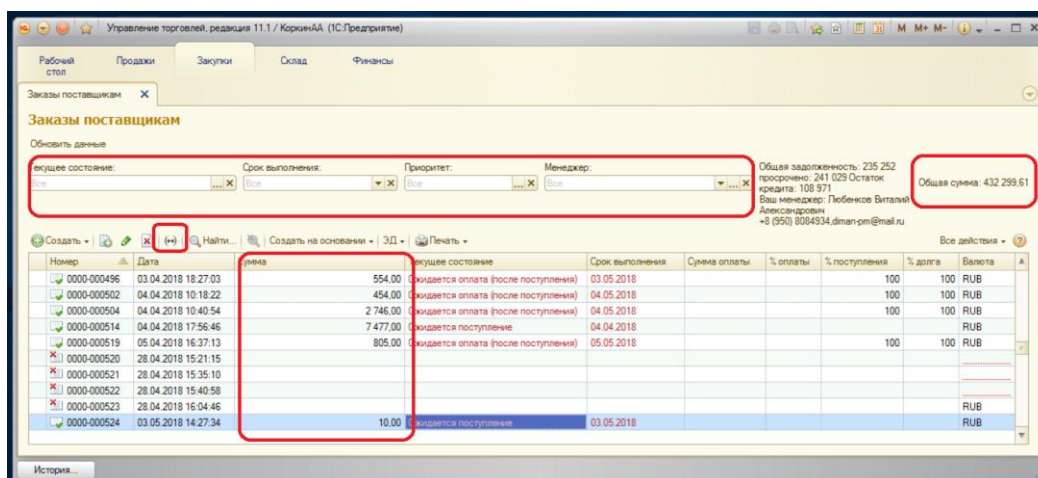 Управление торговлей, редакция 11.1 / КоркинАА (1С:Предприятие)
M M+ M-
Рабочий стол Продажи Закупки Склад Финансы
Заказы поставщикам
Заказы поставщикам
Обновить данные
Текущее состояние: Срок выполнения: Приоритет: Менеджер:
Все Все Все Все
Общая задолженность: 235 252
просрочено: 241 029 Остаток
кредита: 108 971
Ваш менеджер: Любенков Виталий
Александрович
+8 (950) 8084934,diman-pm@mail.ru
Общая сумма: 432 299,61
Создать Найти... Создать на основании ЭД Печать Все действия
Номер Дата Сумма Текущее состояние Срок выполнения Сумма оплаты % оплаты % поступления % долга Валюта
0000-000496 03.04.2018 18:27:03 554,00 Ожидается оплата (после поступления) 03.05.2018 100 100 RUB
0000-000502 04.04.2018 10:18:22 454,00 Ожидается оплата (после поступления) 04.05.2018 100 100 RUB
0000-000504 04.04.2018 10:40:54 2 746,00 Ожидается оплата (после поступления) 04.05.2018 100 100 RUB
0000-000514 04.04.2018 17:56:46 7 477,00 Ожидается поступление 04.04.2018 RUB
0000-000519 05.04.2018 16:37:13 805,00 Ожидается оплата (после поступления) 05.05.2018 100 100 RUB
0000-000520 28.04.2018 15:21:15
0000-000521 28.04.2018 15:35:10
0000-000522 28.04.2018 15:40:58
0000-000523 28.04.2018 16:04:46 RUB
0000-000524 03.05.2018 14:27:34 10,00 Ожидается поступление 03.05.2018 RUB
История...